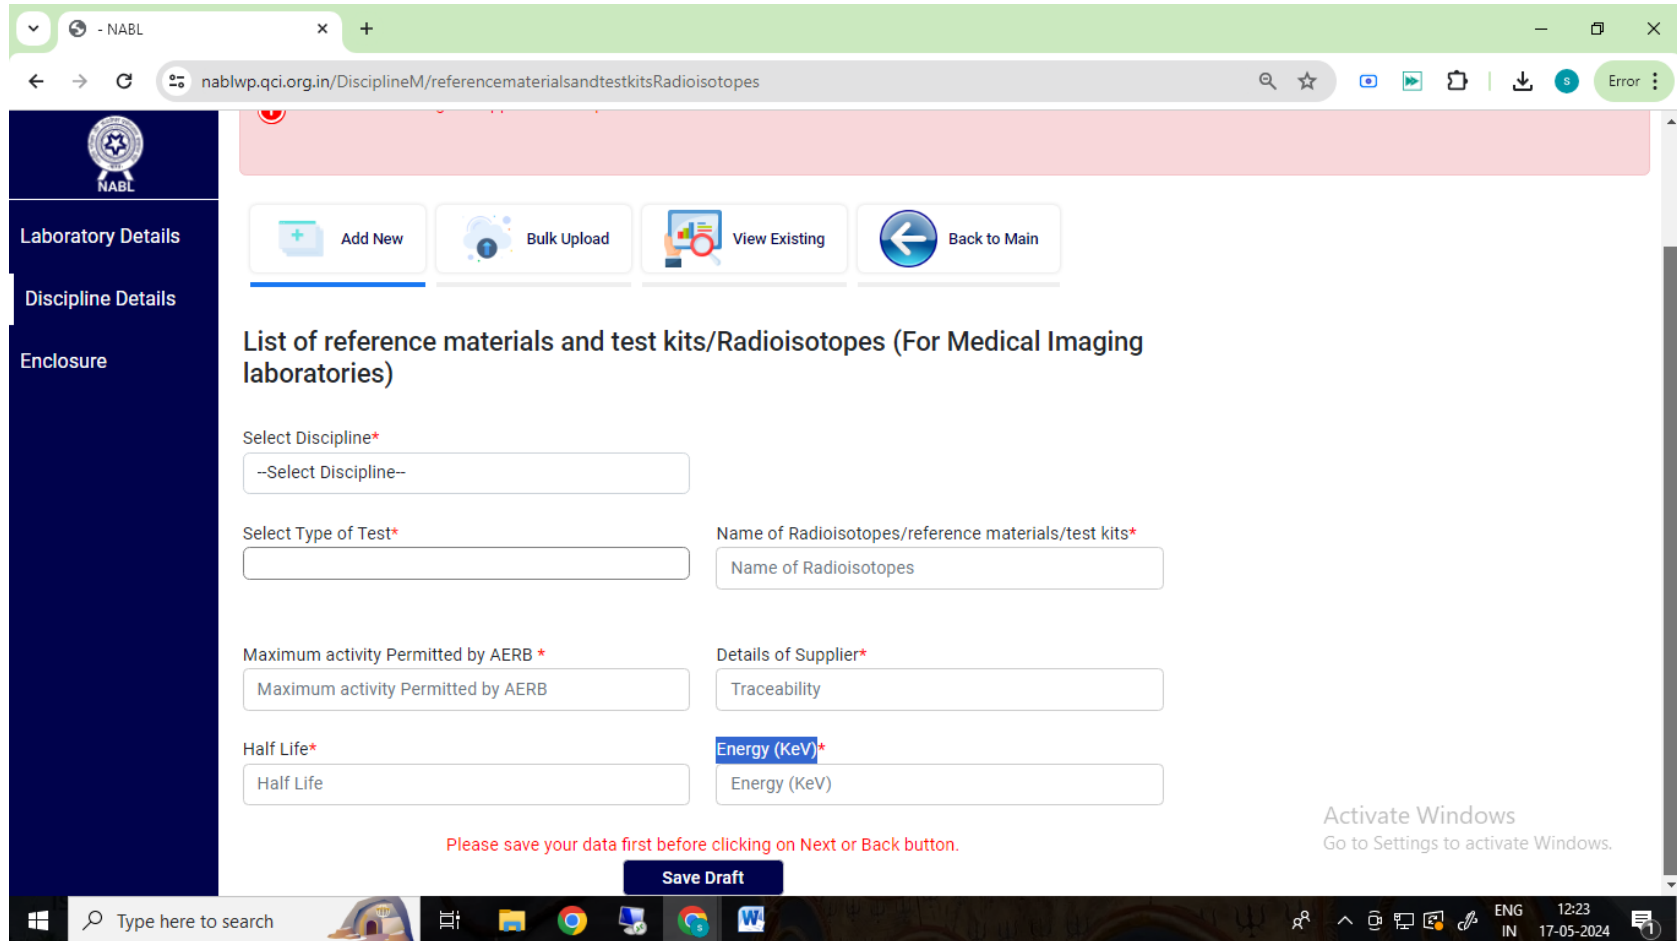 - NABL
nablwp.qci.org.in/DisciplineM/referencematerialsandtestkitsRadioisotopes
s
Error
NABL
Laboratory Details
Discipline Details
Enclosure
Add New
Bulk Upload
View Existing
Back to Main
List of reference materials and test kits/Radioisotopes (For Medical Imaging
laboratories)
Select Discipline*
--Select Discipline--
Select Type of Test*
Name of Radioisotopes/reference materials/test kits*
Name of Radioisotopes
Maximum activity Permitted by AERB *
Details of Supplier*
Maximum activity Permitted by AERB
Traceability
Half Life*
Energy (KeV)*
Half Life
Energy (KeV)
Please save your data first before clicking on Next or Back button.
Save Draft
Activate Windows
Go to Settings to activate Windows.
Type here to search
W
ENG
IN
12:23
17-05-2024
1